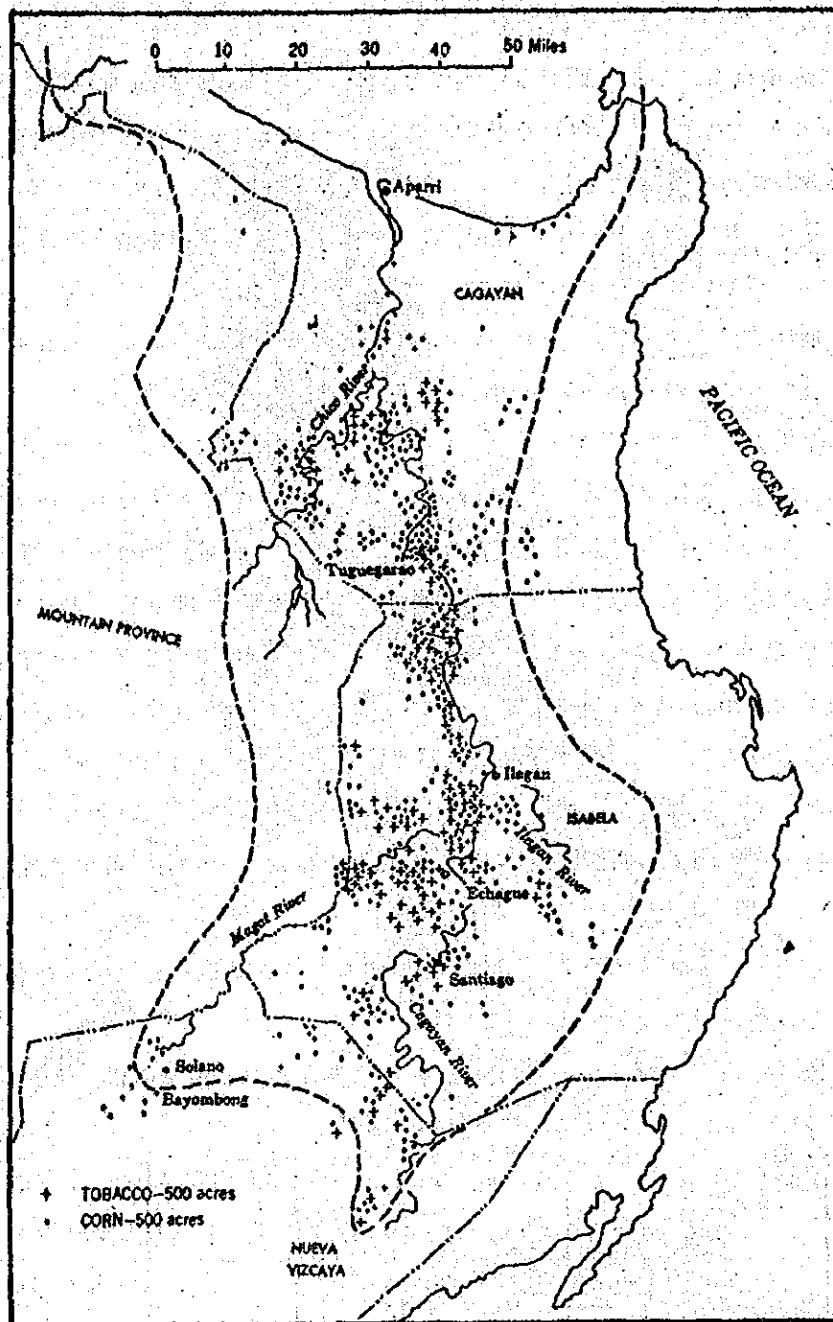 0 10 20 30 40 50 Miles
Aparri
CAGAYAN
Chico River
PACIFIC OCEAN
Tuguegarao
MOUNTAIN PROVINCE
Ilagan
ISABELA
Ilagan River
Echague
Magat River
Santiago
Cagayan River
Solano
Bayombong
+ TOBACCO–500 acres
• CORN–500 acres
NUEVA
VIZCAYA